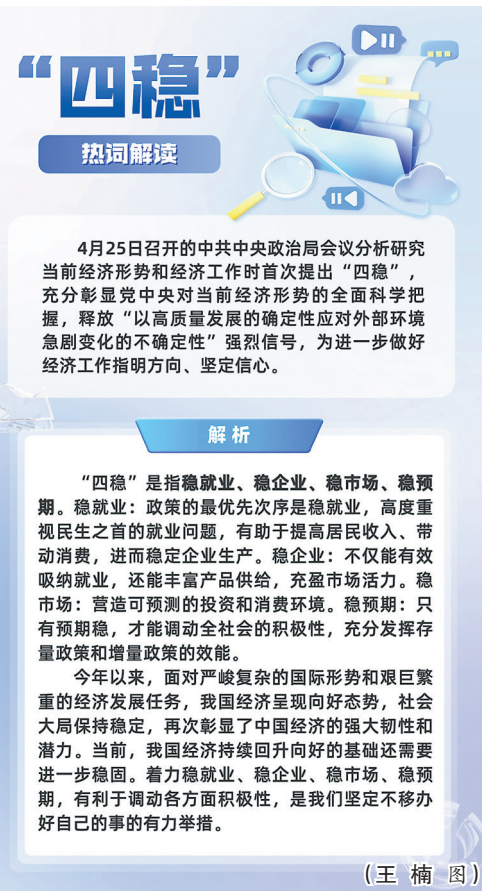 “四稳”
热词解读
4月25日召开的中共中央政治局会议分析研究
当前经济形势和经济工作时首次提出“四稳”，
充分彰显党中央对当前经济形势的全面科学把
握，释放“以高质量发展的确定性应对外部环境
急剧变化的不确定性”强烈信号，为进一步做好
经济工作指明方向、坚定信心。
解析
“四稳”是指稳就业、稳企业、稳市场、稳预
期。稳就业：政策的最优先次序是稳就业，高度重
视民生之首的就业问题，有助于提高居民收入、带
动消费，进而稳定企业生产。稳企业：不仅能有效
吸纳就业，还能丰富产品供给，充盈市场活力。稳
市场：营造可预测的投资和消费环境。稳预期：只
有预期稳，才能调动全社会的积极性，充分发挥存
量政策和增量政策的效能。
今年以来，面对严峻复杂的国际形势和艰巨繁
重的经济发展任务，我国经济呈现向好态势，社会
大局保持稳定，再次彰显了中国经济的强大韧性和
潜力。当前，我国经济持续回升向好的基础还需要
进一步稳固。着力稳就业、稳企业、稳市场、稳预
期，有利于调动各方面积极性，是我们坚定不移办
好自己的事的有力举措。
(王 楠 图)